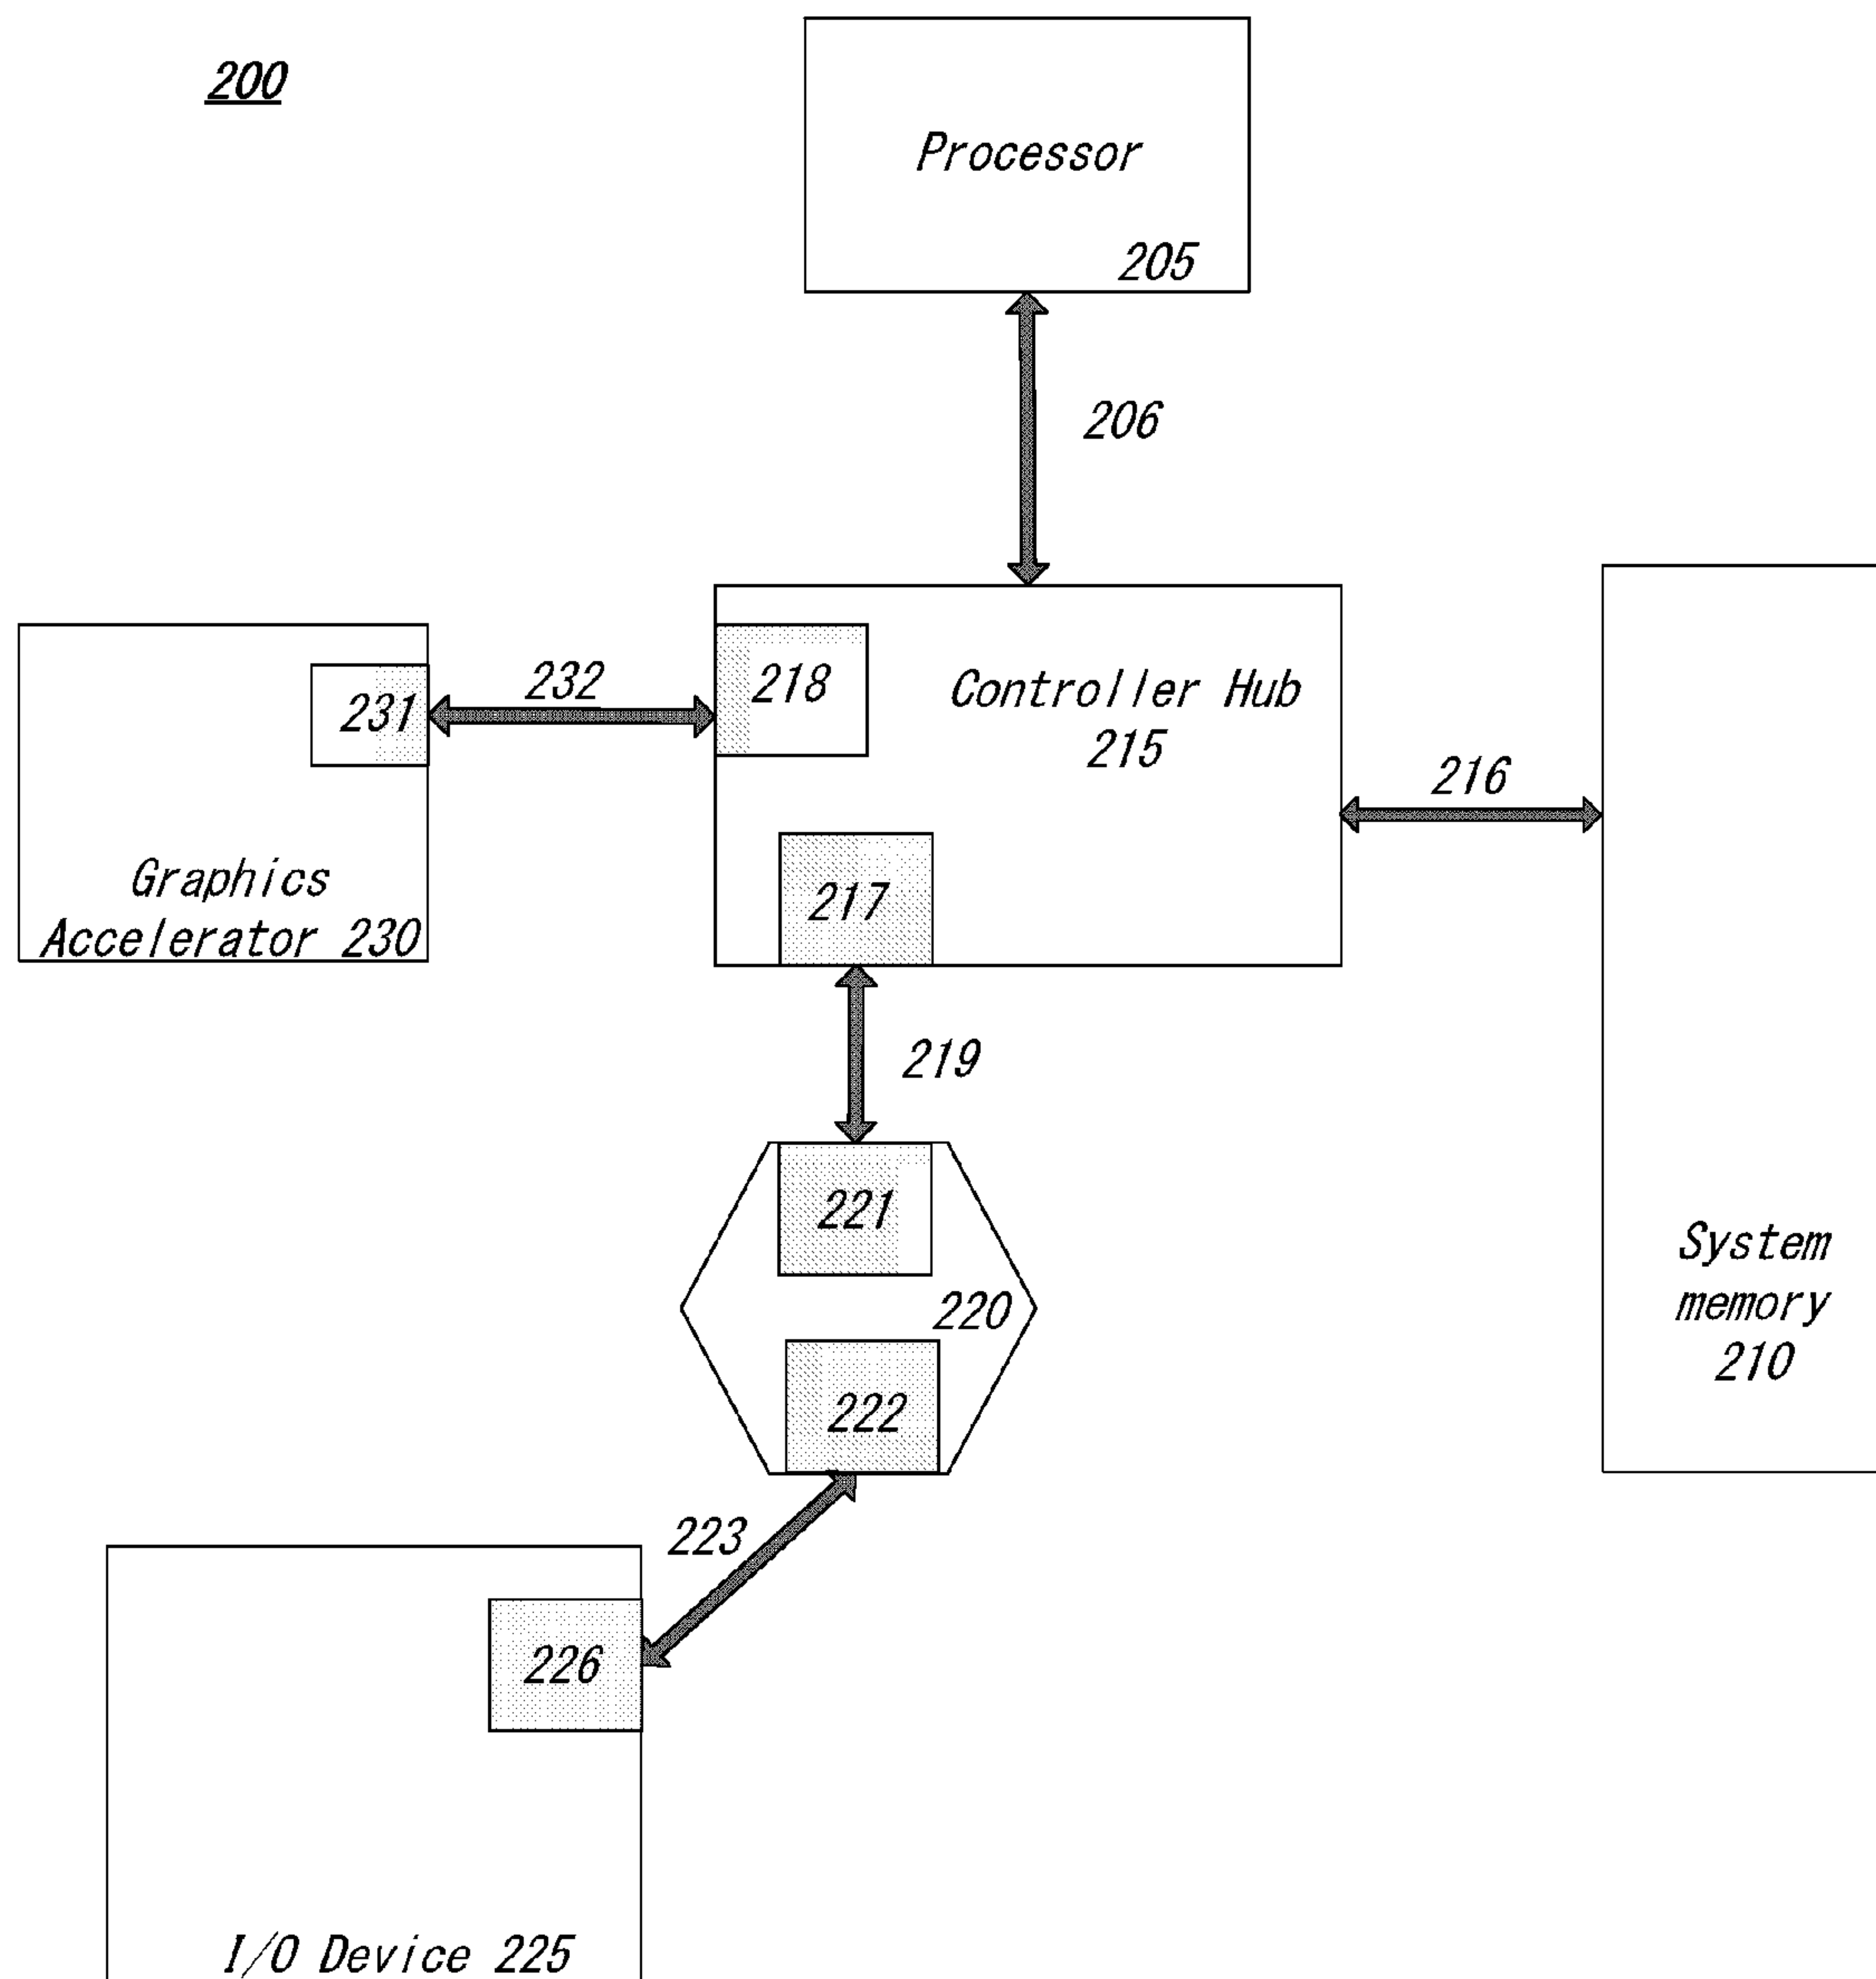 200
Processor
205
206
218
Controller Hub
215
232
231
216
Graphics
Accelerator 230
217
219
221
220
222
System
memory
210
223
226
I/O Device 225